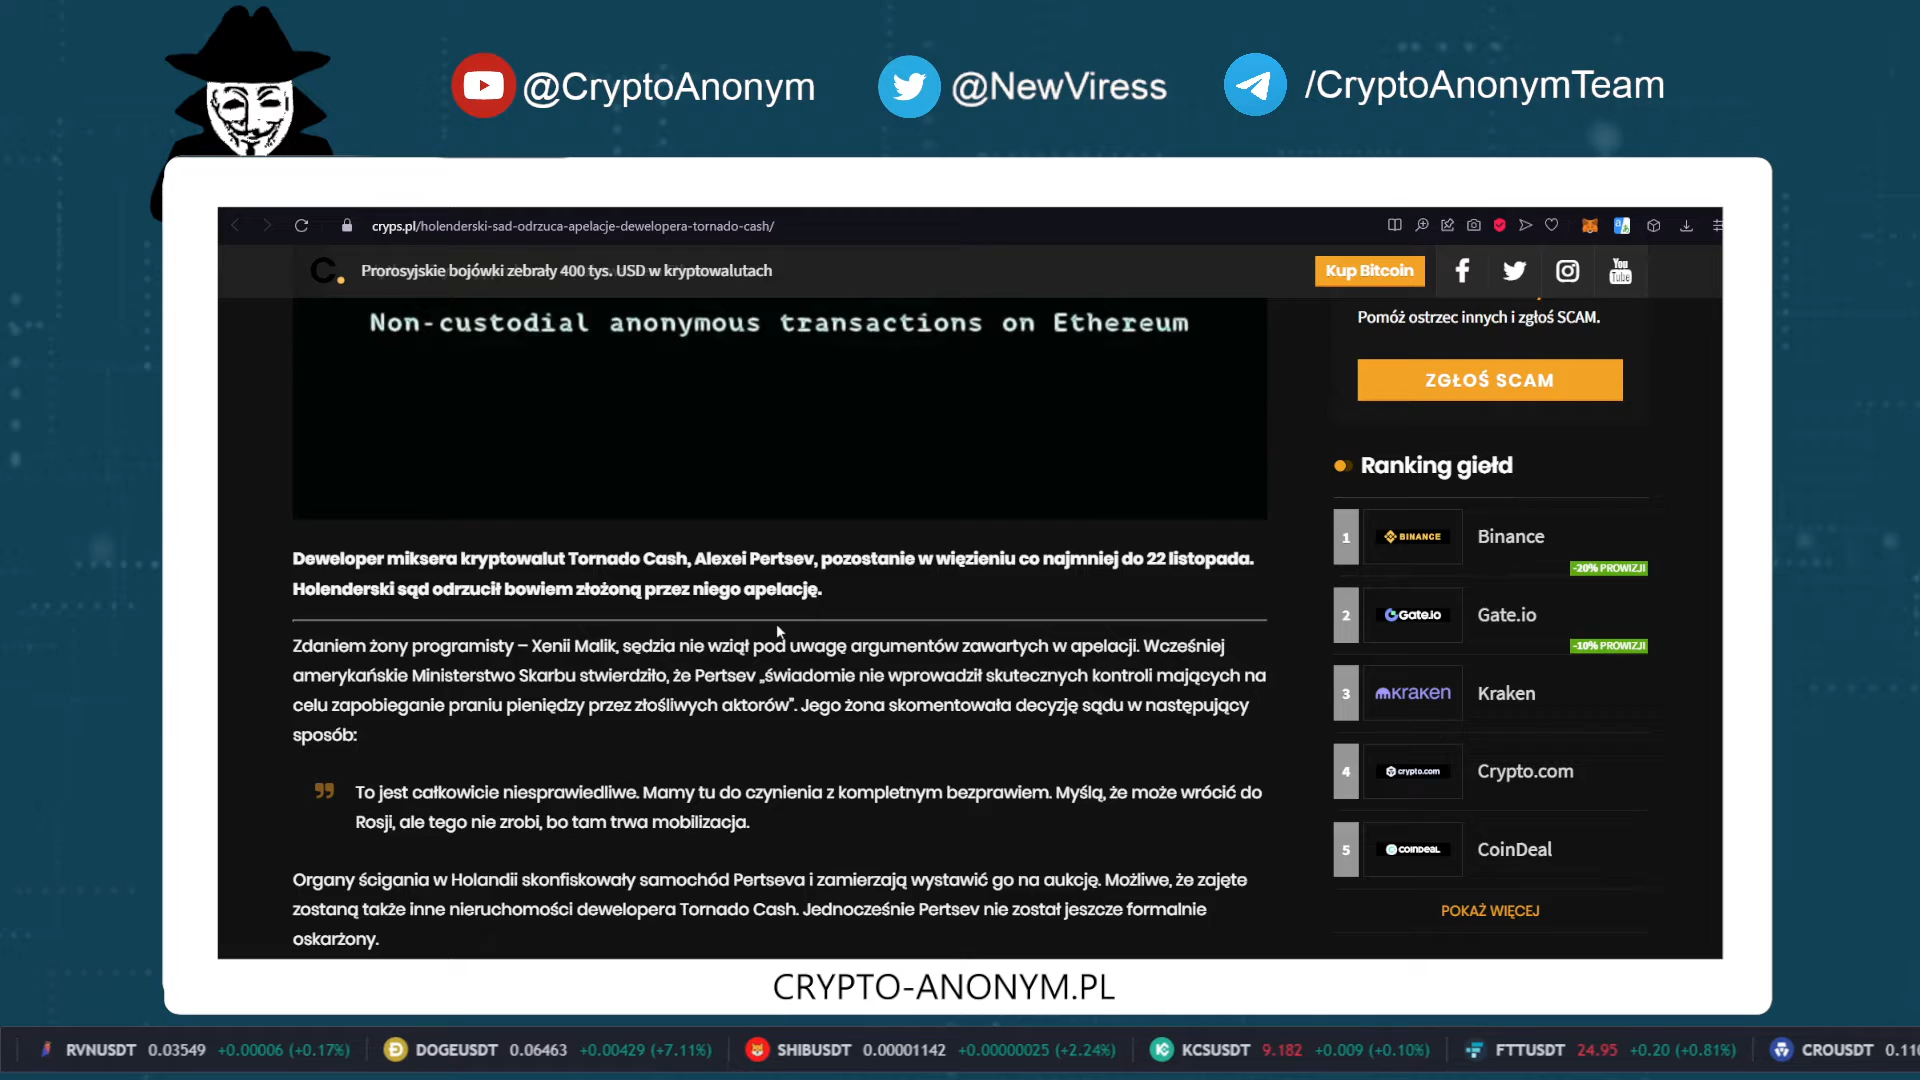 @CryptoAnonym
@NewViress
/CryptoAnonymTeam
cryps.pl/holenderski-sad-odrzuca-apelacje-dewelopera-tornado-cash/
C. Prorosyjskie bojówki zebrały 400 tys. USD w kryptowalutach
Kup Bitcoin
You Tube
Non-custodial anonymous transactions on Ethereum
Deweloper miksera kryptowalut Tornado Cash, Alexei Pertsev, pozostanie w więzieniu co najmniej do 22 listopada.
Holenderski sąd odrzucił bowiem złożoną przez niego apelację.
Zdaniem żony programisty – Xenii Malik, sędzia nie wziął pod uwagę argumentów zawartych w apelacji. Wcześniej
amerykańskie Ministerstwo Skarbu stwierdziło, że Pertsev „świadomie nie wprowadził skutecznych kontroli mających na
celu zapobieganie praniu pieniędzy przez złośliwych aktorów”. Jego żona skomentowała decyzję sądu w następujący
sposób:
To jest całkowicie niesprawiedliwe. Mamy tu do czynienia z kompletnym bezprawiem. Myślą, że może wrócić do
Rosji, ale tego nie zrobi, bo tam trwa mobilizacja.
Organy ścigania w Holandii skonfiskowały samochód Pertseva i zamierzają wystawić go na aukcję. Możliwe, że zajęte
zostaną także inne nieruchomości dewelopera Tornado Cash. Jednocześnie Pertsev nie został jeszcze formalnie
oskarżony.
Pomóż ostrzec innych i zgłoś SCAM.
ZGŁOŚ SCAM
Ranking giełd
1 BINANCE Binance
-20% PROWIZJI
2 Gate.io Gate.io
-10% PROWIZJI
3 KRAKEN Kraken
4 crypto.com Crypto.com
5 COINDEAL CoinDeal
POKAŻ WIĘCEJ
CRYPTO-ANONYM.PL
RVNUSDT 0.03549 +0.00006 (+0.17%) DOGEUSDT 0.06463 +0.00429 (+7.11%) SHIBUSDT 0.00001142 +0.00000025 (+2.24%) KCSUSDT 9.182 +0.009 (+0.10%) FTTUSDT 24.95 +0.20 (+0.81%) CROUSDT 0.110